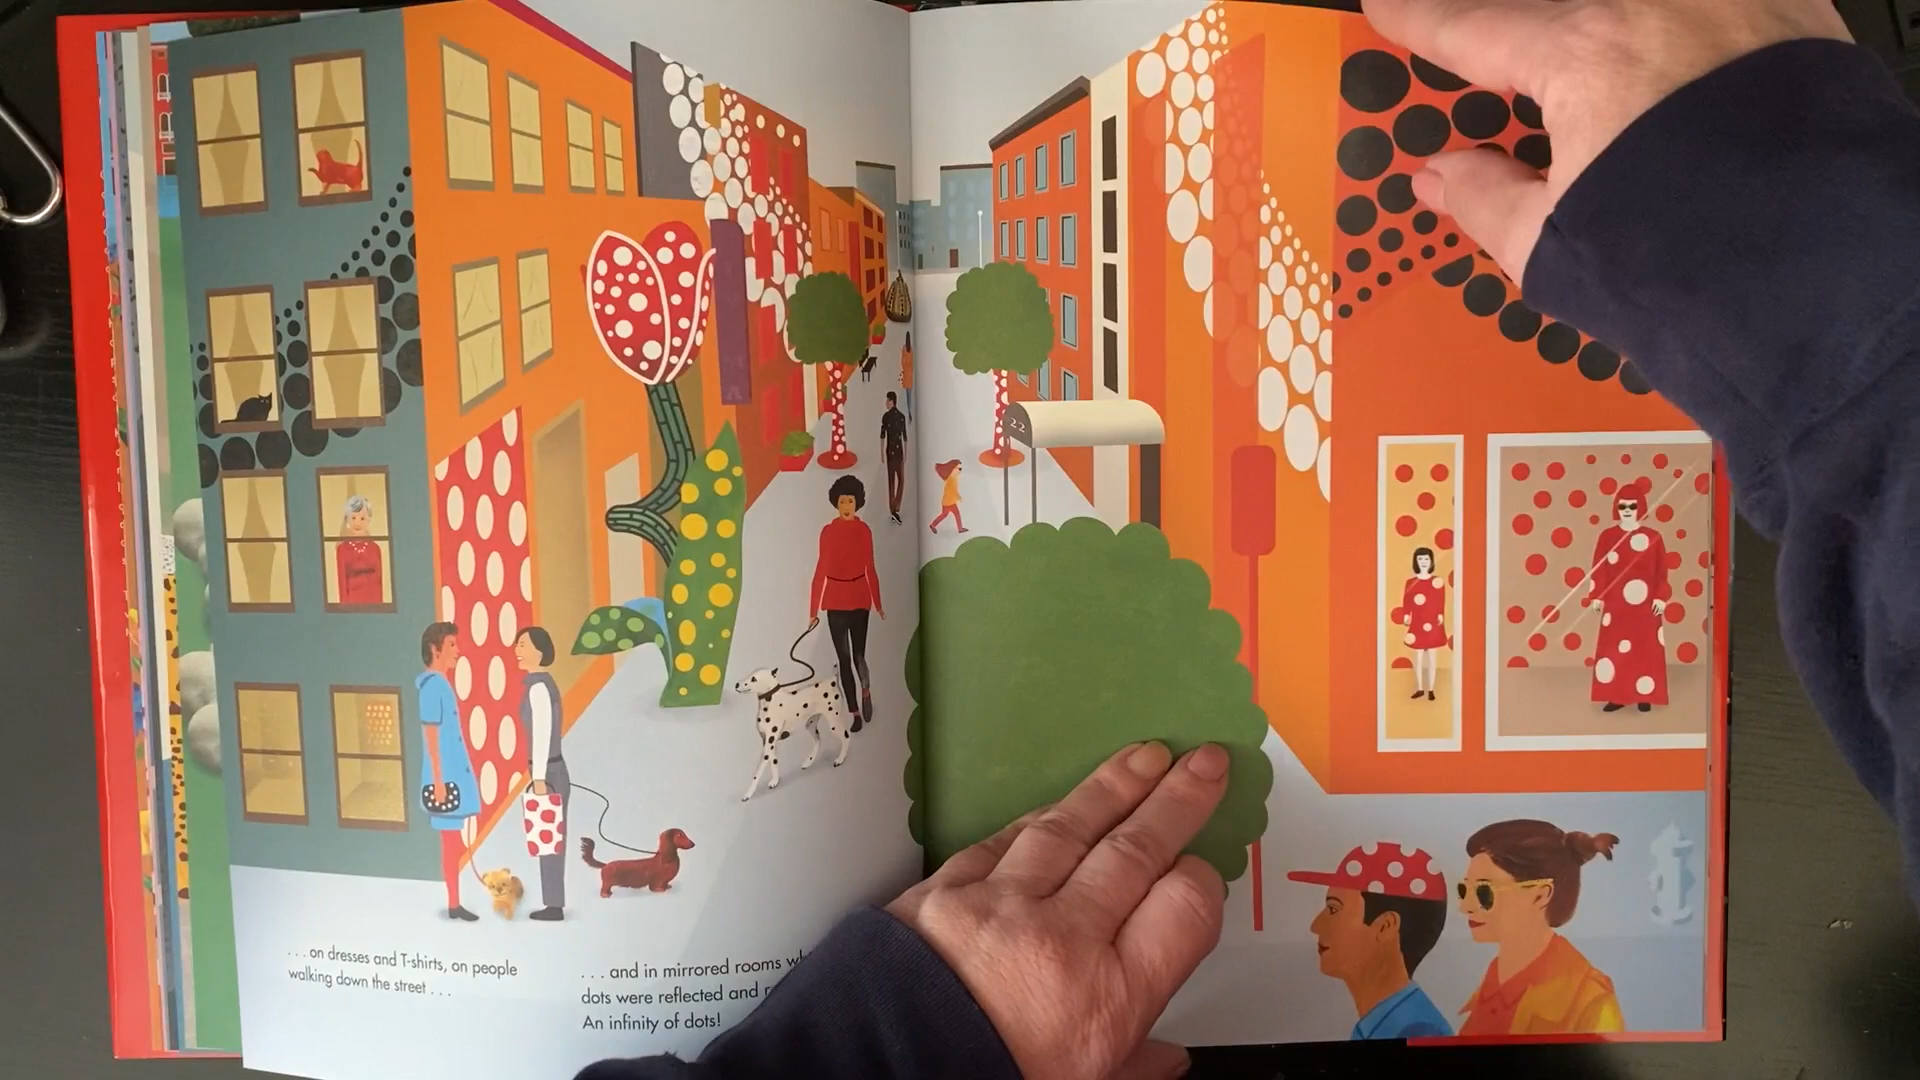 22
. . . on dresses and T-shirts, on people
walking down the street . . .
. . . and in mirrored rooms
dots were reflected and
An infinity of dots!